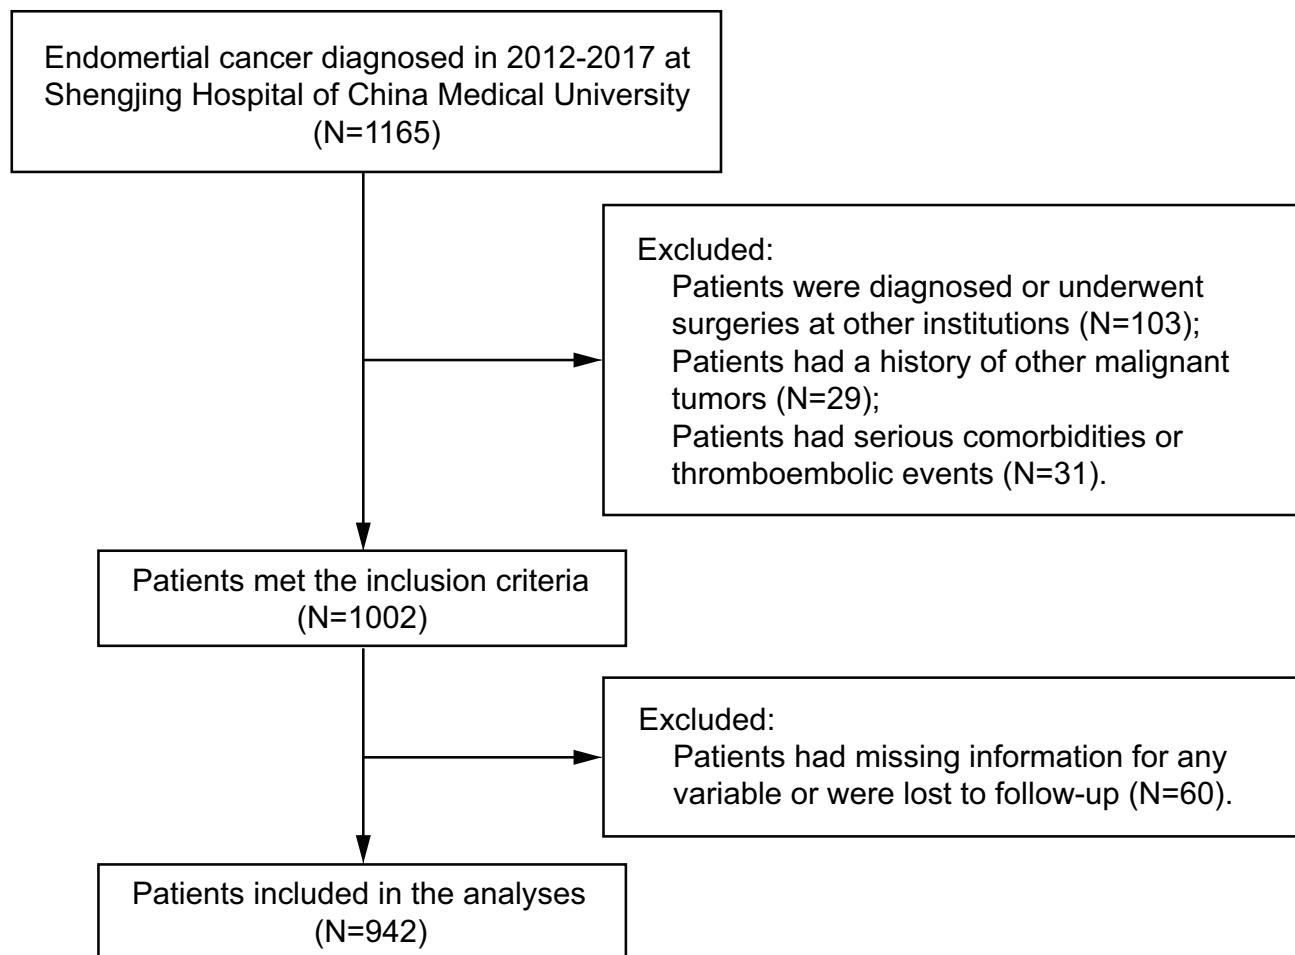 Endomertial cancer diagnosed in 2012-2017 at
Shengjing Hospital of China Medical University
(N=1165)
Excluded:
Patients were diagnosed or underwent
surgeries at other institutions (N=103);
Patients had a history of other malignant
tumors (N=29);
Patients had serious comorbidities or
thromboembolic events (N=31).
Patients met the inclusion criteria
(N=1002)
Excluded:
Patients had missing information for any
variable or were lost to follow-up (N=60).
Patients included in the analyses
(N=942)